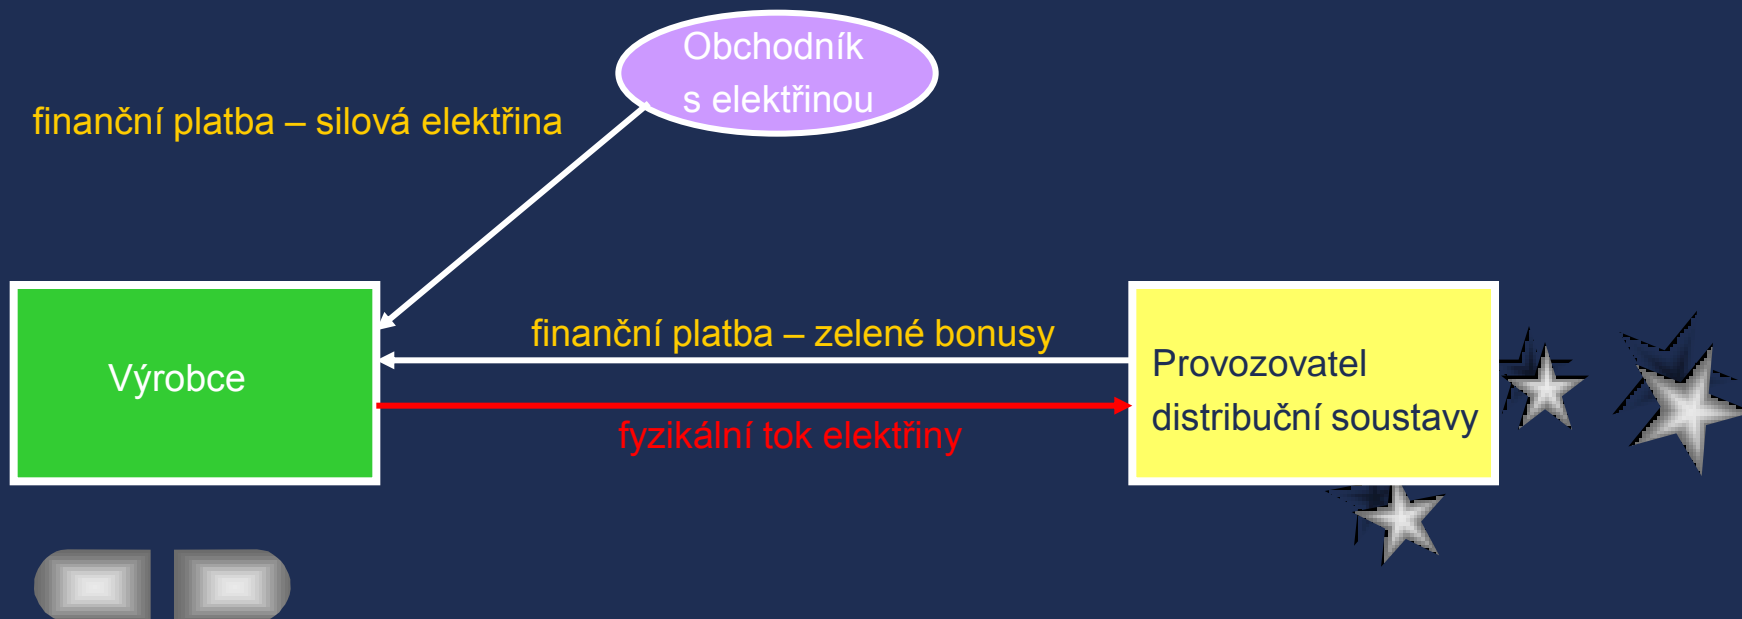 Obchodník
s elektřinou
finanční platba – silová elektřina
finanční platba – zelené bonusy
Výrobce
Provozovatel
distribuční soustavy
fyzikální tok elektřiny